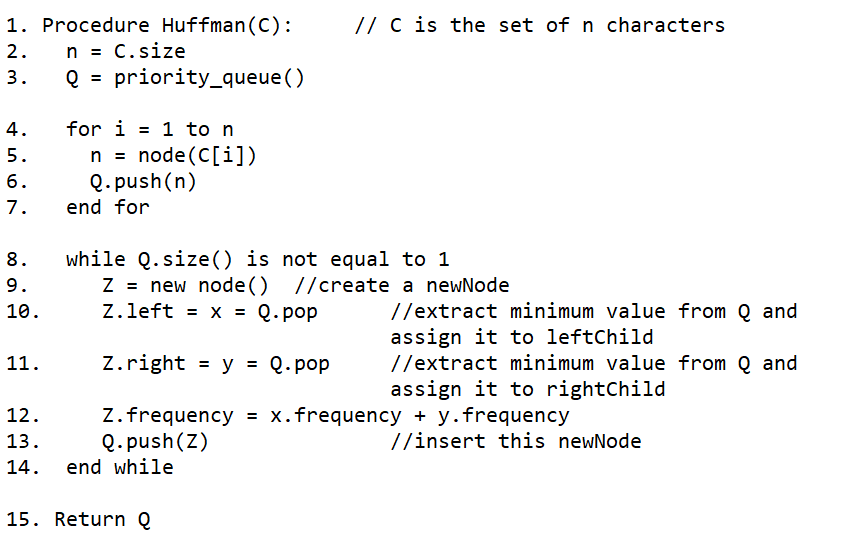 1. Procedure Huffman(C):     // C is the set of n characters
2.   n = C.size
3.   Q = priority_queue()
4.   for i = 1 to n
5.     n = node(C[i])
6.     Q.push(n)
7.   end for
8.   while Q.size() is not equal to 1
9.      Z = new node()  //create a newNode
10.     Z.left = x = Q.pop      //extract minimum value from Q and
assign it to leftChild
11.     Z.right = y = Q.pop     //extract minimum value from Q and
assign it to rightChild
12.     Z.frequency = x.frequency + y.frequency
13.     Q.push(Z)               //insert this newNode
14.  end while
15. Return Q